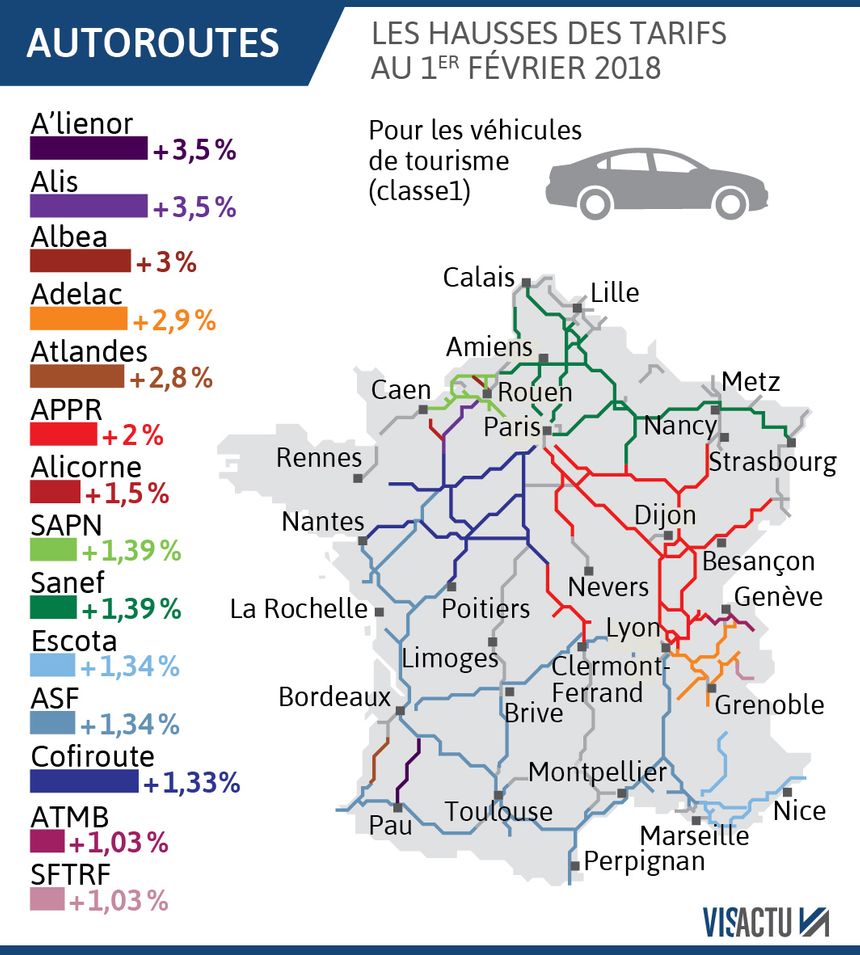 AUTOROUTES
LES HAUSSES DES TARIFS
AU 1ER FÉVRIER 2018
A'lienor
+3,5 %
Alis
+3,5 %
Albea
+3 %
Adelac
+2,9 %
Atlandes
+2,8 %
APPR
+2 %
Alicorne
+1,5 %
SAPN
+1,39 %
Sanef
+1,39 %
Escota
+1,34 %
ASF
+1,34 %
Cofiroute
+1,33%
ATMB
+1,03 %
SFTRF
+1,03 %
Pour les véhicules
de tourisme
(classe1)
Calais
Lille
Amiens
Caen
Rouen
Metz
Paris
Nancy
Rennes
Strasbourg
Nantes
Dijon
Besançon
Nevers
La Rochelle
Poitiers
Genève
Lyon
Limoges
Clermont-
Ferrand
Bordeaux
Brive
Grenoble
Montpellier
Pau
Toulouse
Nice
Marseille
Perpignan
VISACTU